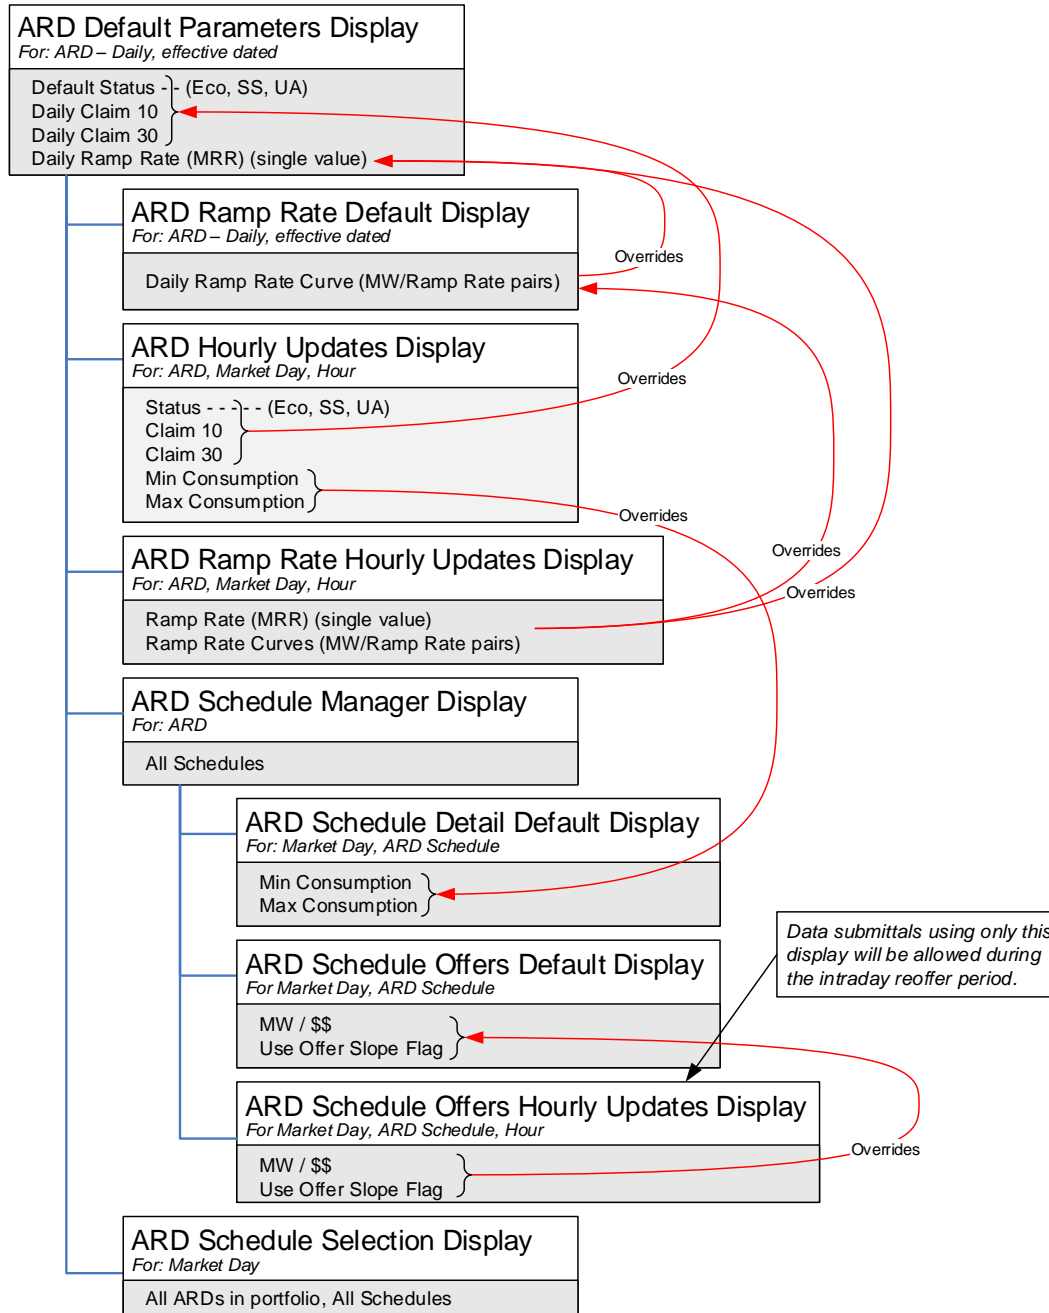 ARD Default Parameters Display
For: ARD – Daily, effective dated
Default Status - - (Eco, SS, UA)
Daily Claim 10
Daily Claim 30
Daily Ramp Rate (MRR) (single value)
ARD Ramp Rate Default Display
For: ARD – Daily, effective dated
Overrides
Daily Ramp Rate Curve (MW/Ramp Rate pairs)
ARD Hourly Updates Display
For: ARD, Market Day, Hour
Overrides
Status - - - - - (Eco, SS, UA)
Claim 10
Claim 30
Min Consumption
Max Consumption
Overrides
ARD Ramp Rate Hourly Updates Display
For: ARD, Market Day, Hour
Overrides
Overrides
Ramp Rate (MRR) (single value)
Ramp Rate Curves (MW/Ramp Rate pairs)
ARD Schedule Manager Display
For: ARD
All Schedules
ARD Schedule Detail Default Display
For: Market Day, ARD Schedule
Min Consumption
Max Consumption
Data submittals using only this
display will be allowed during
the intraday reoffer period.
ARD Schedule Offers Default Display
For Market Day, ARD Schedule
MW / $$
Use Offer Slope Flag
ARD Schedule Offers Hourly Updates Display
For Market Day, ARD Schedule, Hour
Overrides
MW / $$
Use Offer Slope Flag
ARD Schedule Selection Display
For: Market Day
All ARDs in portfolio, All Schedules